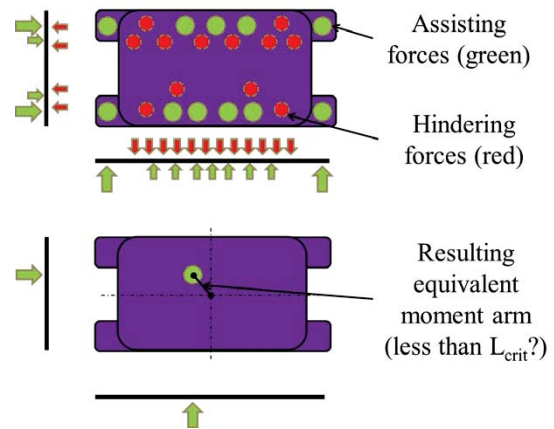 Assisting
forces (green)
Hindering
forces (red)
Resulting
equivalent
moment arm
(less than Lcrit?)